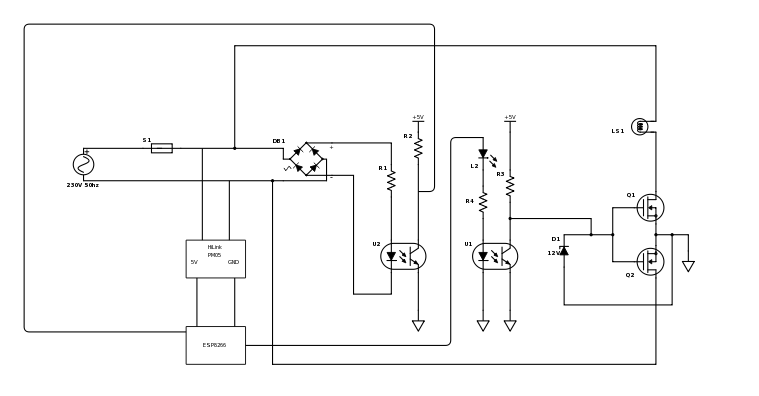 +5V
+5V
LS1
R2
S1
DB1
+
-
230V 50hz
R1
L2
R3
R4
Q1
HiLink
PM05
5V
GND
U2
U1
D1
12V
Q2
ESP8266